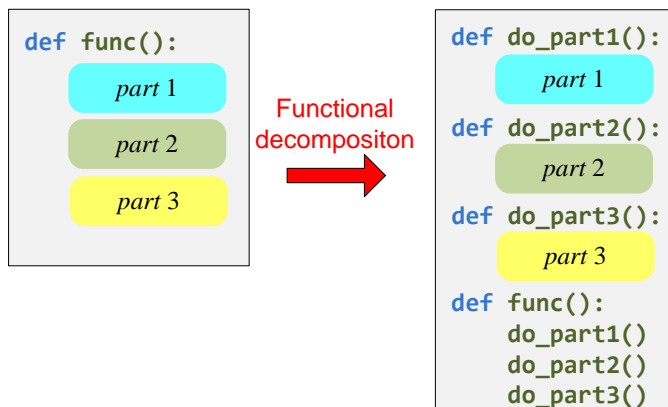 def func():
part 1
part 2
part 3
Functional
decompositon
def do_part1():
part 1
def do_part2():
part 2
def do_part3():
part 3
def func():
do_part1()
do_part2()
do_part3()